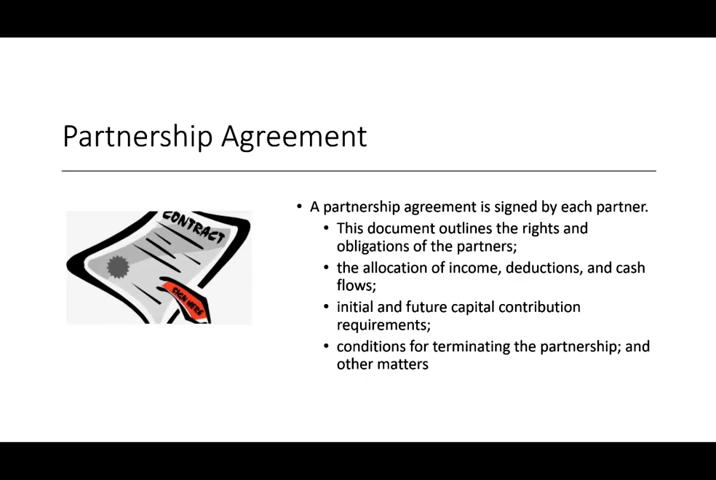 Partnership Agreement
CONTRACT
SIGN HERE
• A partnership agreement is signed by each partner.
• This document outlines the rights and
obligations of the partners;
• the allocation of income, deductions, and cash
flows;
• initial and future capital contribution
requirements;
• conditions for terminating the partnership; and
other matters